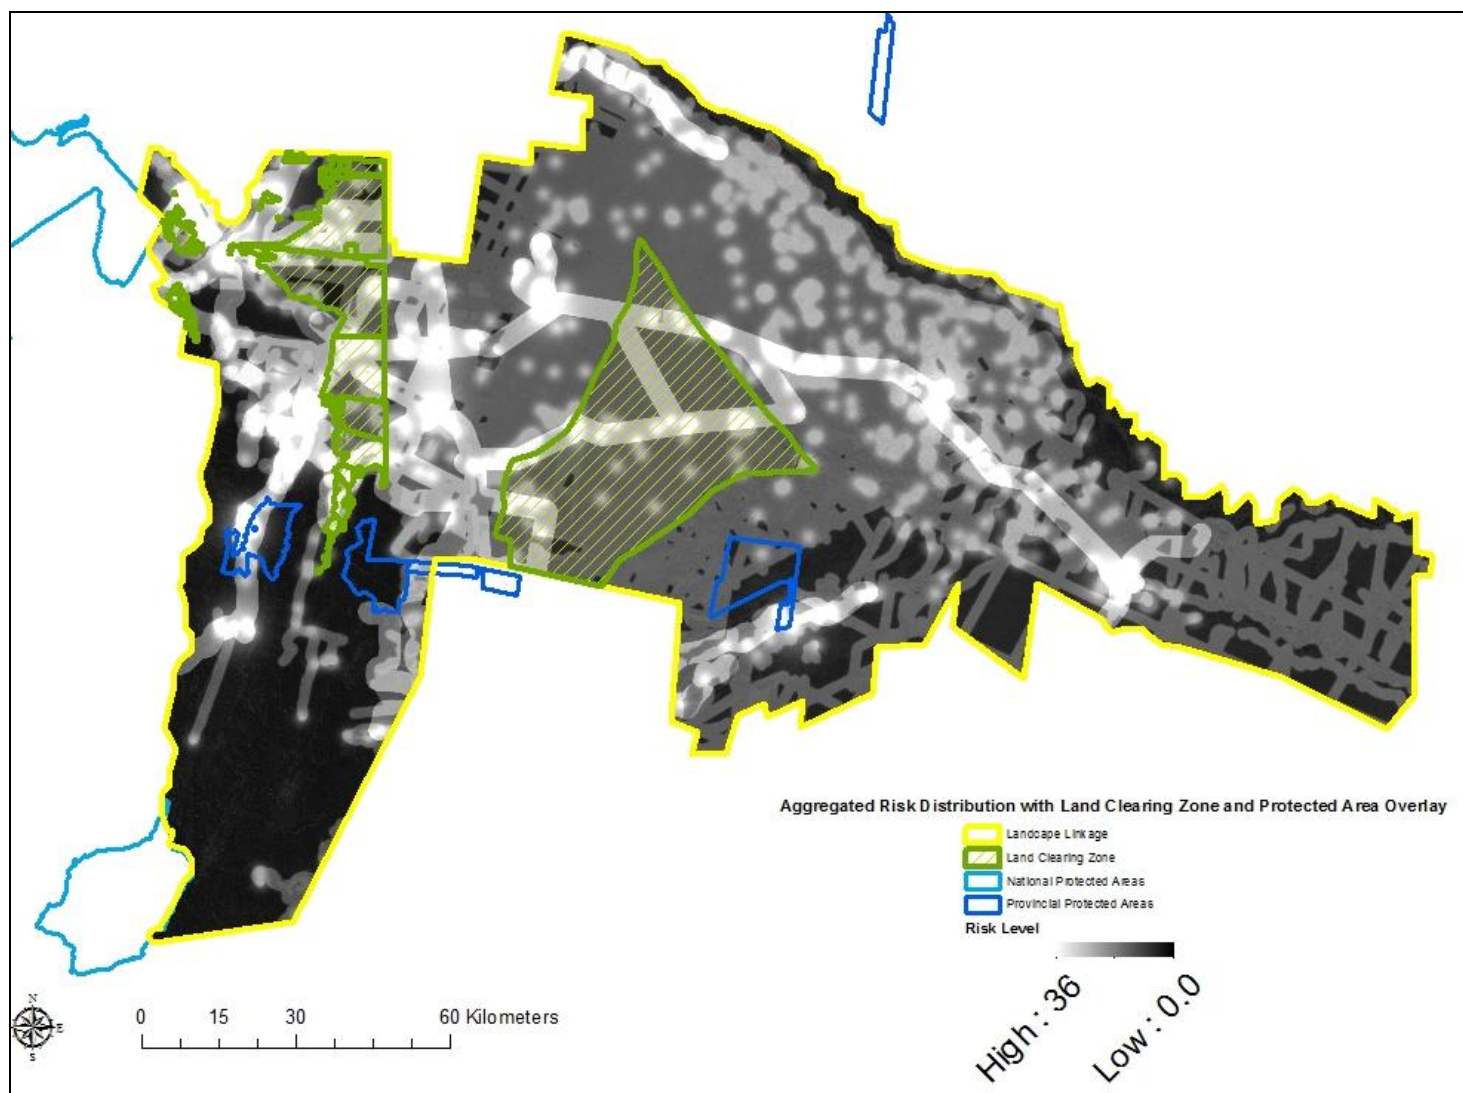 Aggregated Risk Distribution with Land Clearing Zone and Protected Area Overlay
Landscape Linkage
Land Clearing Zone
National Protected Areas
Provincial Protected Areas
Risk Level
High : 36
Low : 0.0
N
E
S
0 15 30 60 Kilometers